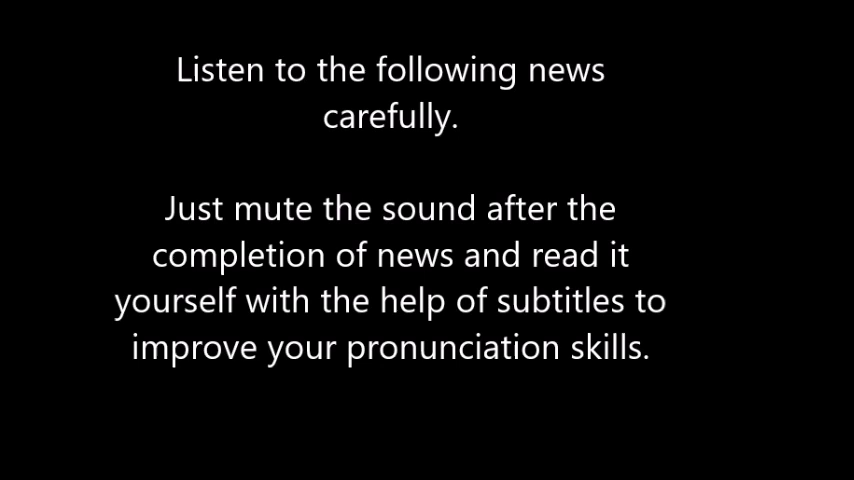 Listen to the following news
carefully.
Just mute the sound after the
completion of news and read it
yourself with the help of subtitles to
improve your pronunciation skills.